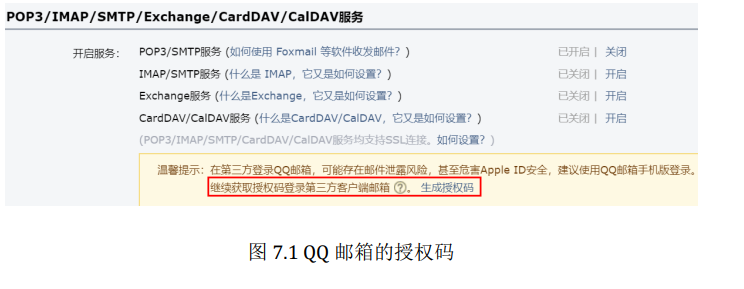 POP3/IMAP/SMTP/Exchange/CardDAV/CalDAV服务
开启服务： POP3/SMTP服务 (如何使用 Foxmail 等软件收发邮件？) 已开启 | 关闭
IMAP/SMTP服务 (什么是 IMAP，它又是如何设置？) 已关闭 | 开启
Exchange服务 (什么是Exchange，它又是如何设置？) 已关闭 | 开启
CardDAV/CalDAV服务 (什么是CardDAV/CalDAV，它又是如何设置？) 已关闭 | 开启
(POP3/IMAP/SMTP/CardDAV/CalDAV服务均支持SSL连接。如何设置？)
温馨提示：在第三方登录QQ邮箱，可能存在邮件泄露风险，甚至危害Apple ID安全，建议使用QQ邮箱手机版登录。
继续获取授权码登录第三方客户端邮箱 ?。 生成授权码
图 7.1 QQ 邮箱的授权码